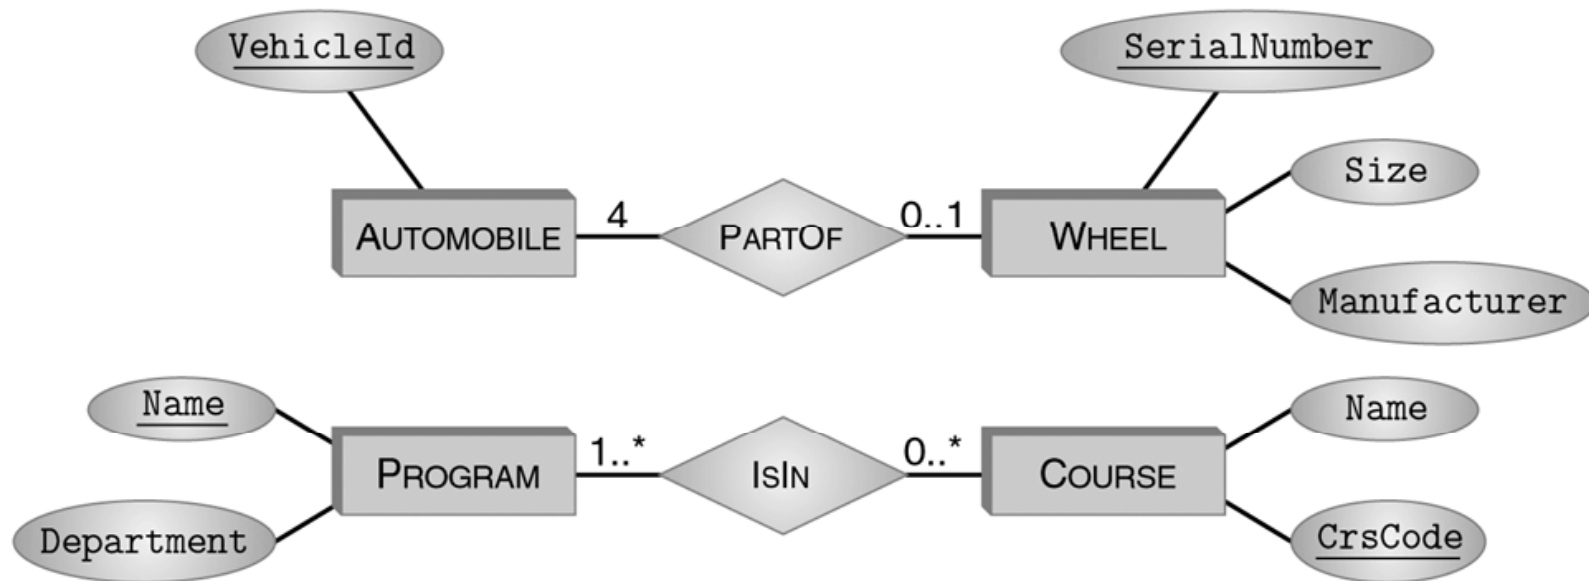 VehicleId
SerialNumber
Size
AUTOMOBILE 4 PARTOF 0..1 WHEEL
Manufacturer
Name
Name
PROGRAM 1..* ISIN 0..* COURSE
Department
CrsCode